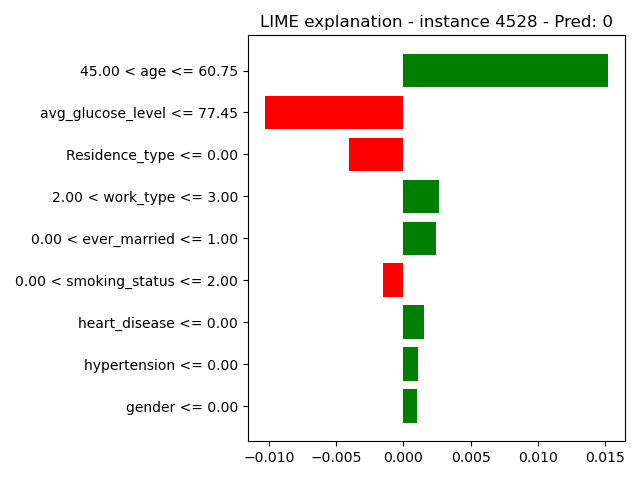 LIME explanation - instance 4528 - Pred: 0
45.00 < age <= 60.75
avg_glucose_level <= 77.45
Residence_type <= 0.00
2.00 < work_type <= 3.00
0.00 < ever_married <= 1.00
0.00 < smoking_status <= 2.00
heart_disease <= 0.00
hypertension <= 0.00
gender <= 0.00
−0.010 −0.005 0.000 0.005 0.010 0.015